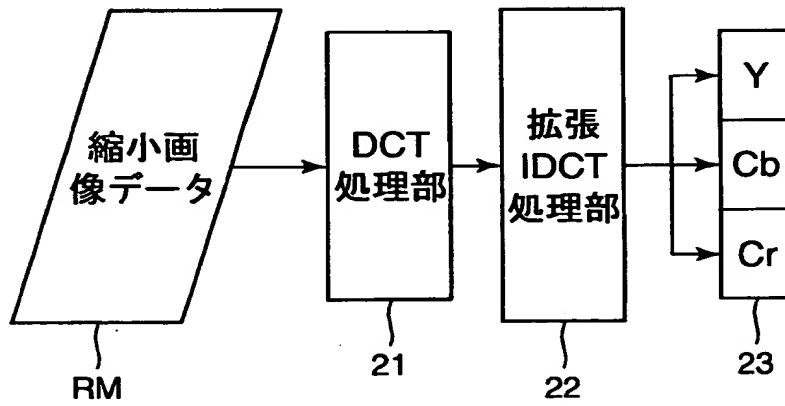 縮小画
像データ
DCT
処理部
拡張
IDCT
処理部
Y
Cb
Cr
RM
21
22
23